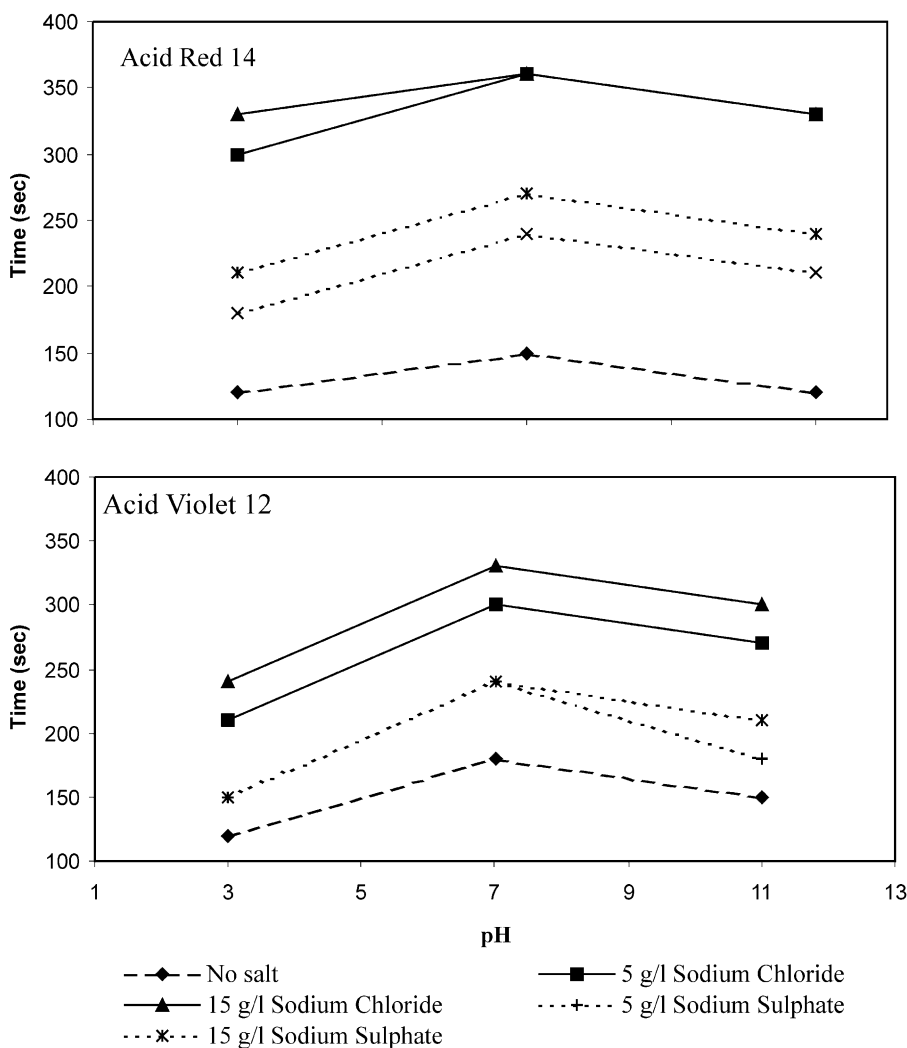 400
Acid Red 14
350
300
250
Time (sec)
200
150
100
400
Acid Violet 12
350
300
250
Time (sec)
200
150
100
1 3 5 7 9 11 13
pH
No salt 5 g/l Sodium Chloride
15 g/l Sodium Chloride 5 g/l Sodium Sulphate
15 g/l Sodium Sulphate